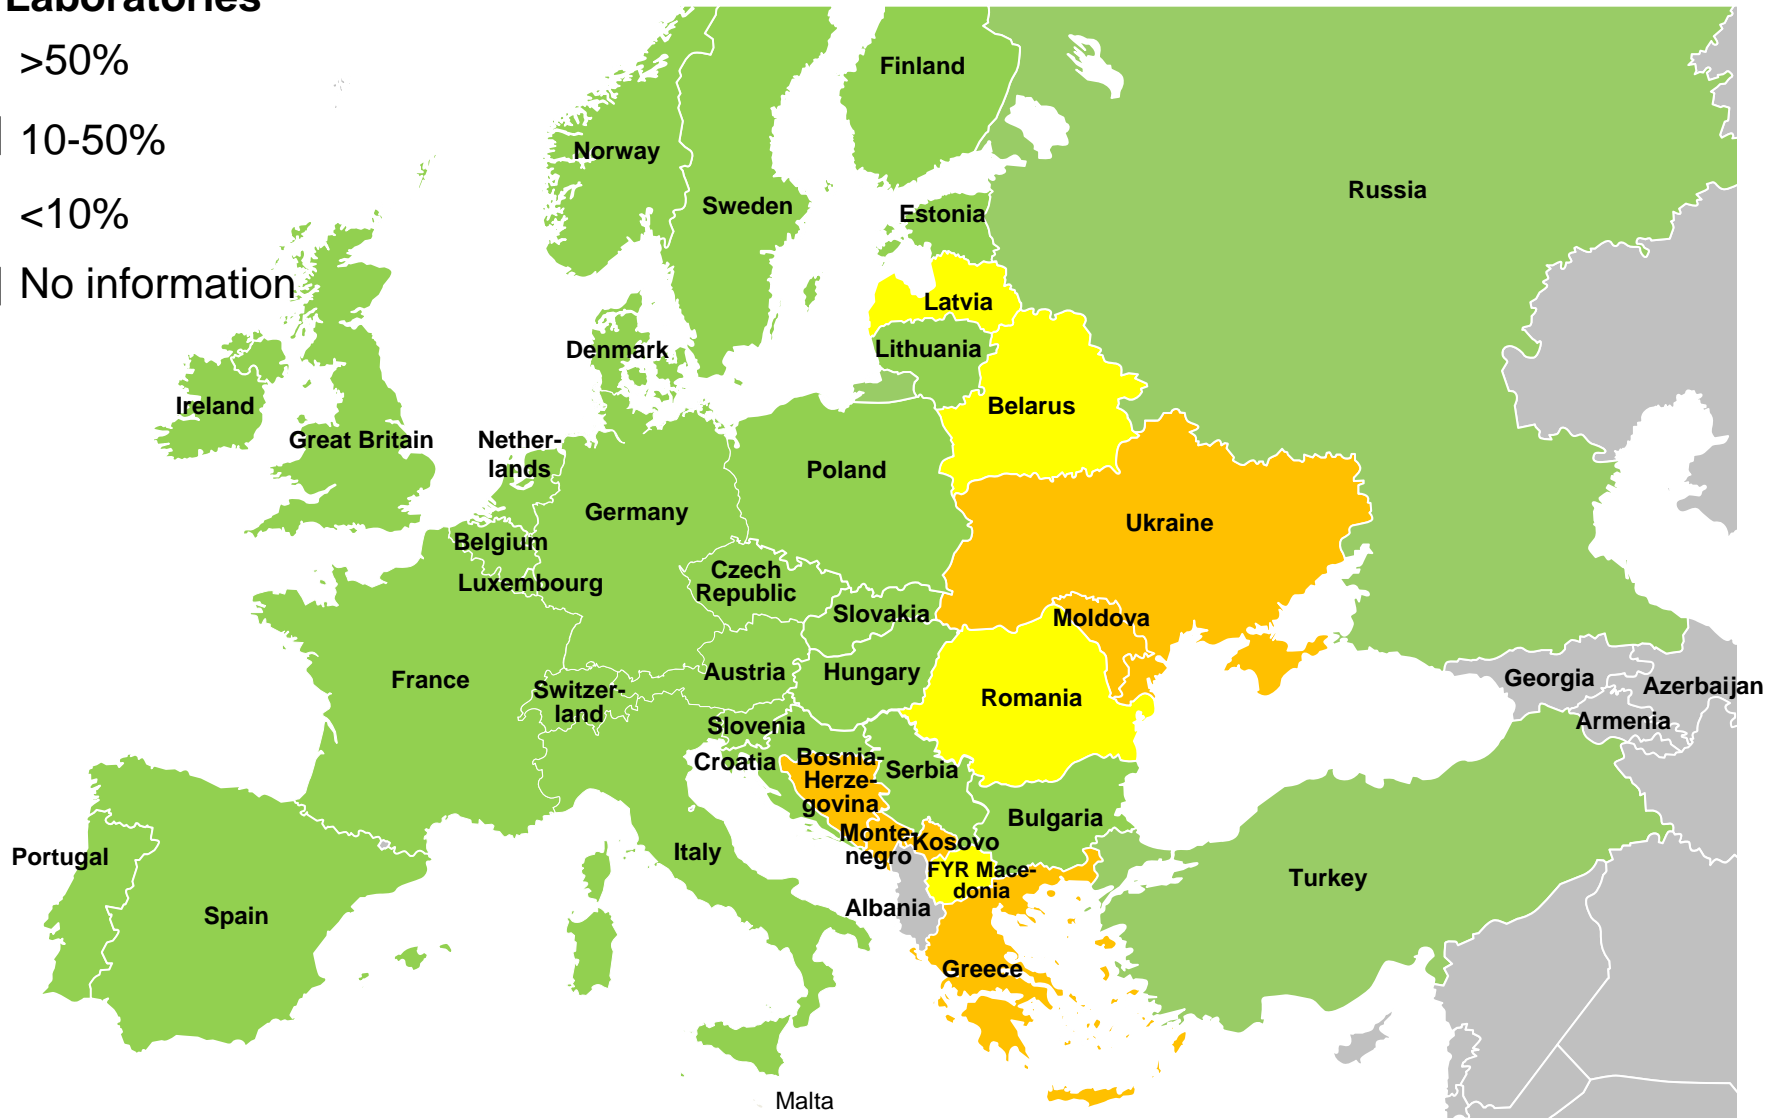 Laboratories
>50%
10-50%
<10%
No information
Finland
Norway
Sweden
Russia
Estonia
Latvia
Lithuania
Denmark
Belarus
Ireland
Great Britain
Nether-
lands
Poland
Germany
Ukraine
Belgium
Luxembourg
Czech
Republic
Slovakia
Moldova
France
Switzer-
land
Austria
Hungary
Romania
Georgia
Azerbaijan
Armenia
Slovenia
Croatia
Bosnia-
Herze-
govina
Serbia
Bulgaria
Monte-
negro
Kosovo
FYR Mace-
donia
Albania
Portugal
Spain
Italy
Turkey
Greece
Malta